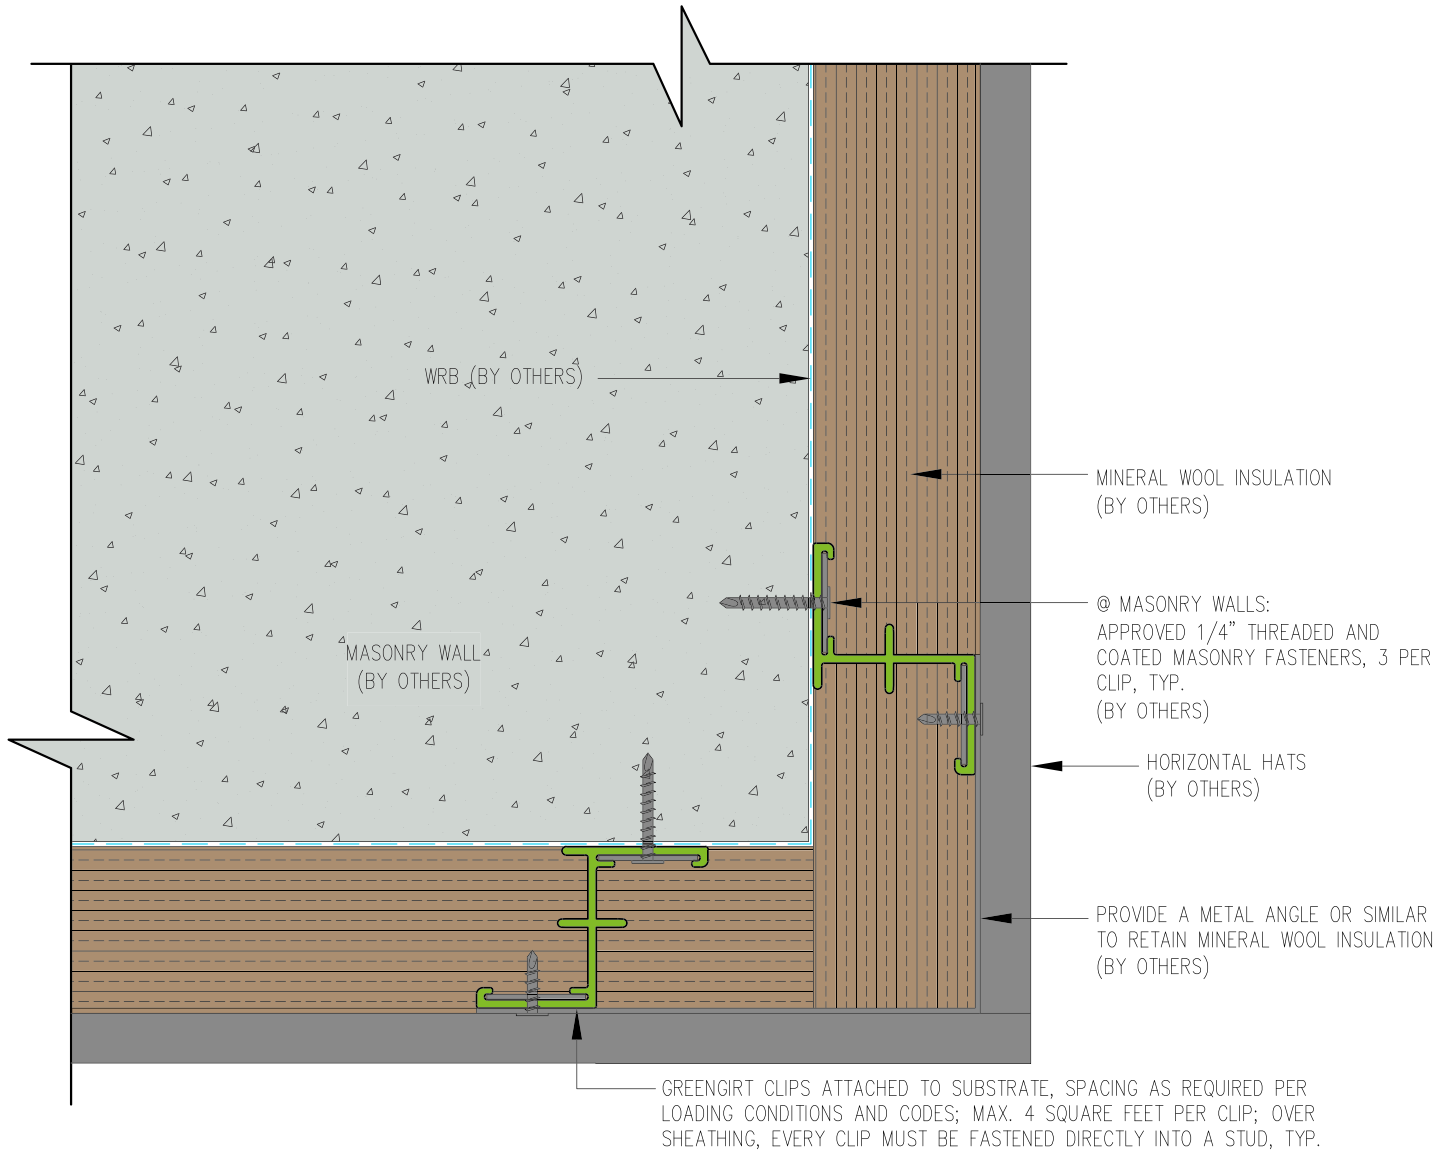 WRB (BY OTHERS)
MINERAL WOOL INSULATION
(BY OTHERS)
@ MASONRY WALLS:
APPROVED 1/4” THREADED AND
COATED MASONRY FASTENERS, 3 PER
CLIP, TYP.
(BY OTHERS)
MASONRY WALL
(BY OTHERS)
HORIZONTAL HATS
(BY OTHERS)
PROVIDE A METAL ANGLE OR SIMILAR
TO RETAIN MINERAL WOOL INSULATION
(BY OTHERS)
GREENGIRT CLIPS ATTACHED TO SUBSTRATE, SPACING AS REQUIRED PER
LOADING CONDITIONS AND CODES; MAX. 4 SQUARE FEET PER CLIP; OVER
SHEATHING, EVERY CLIP MUST BE FASTENED DIRECTLY INTO A STUD, TYP.